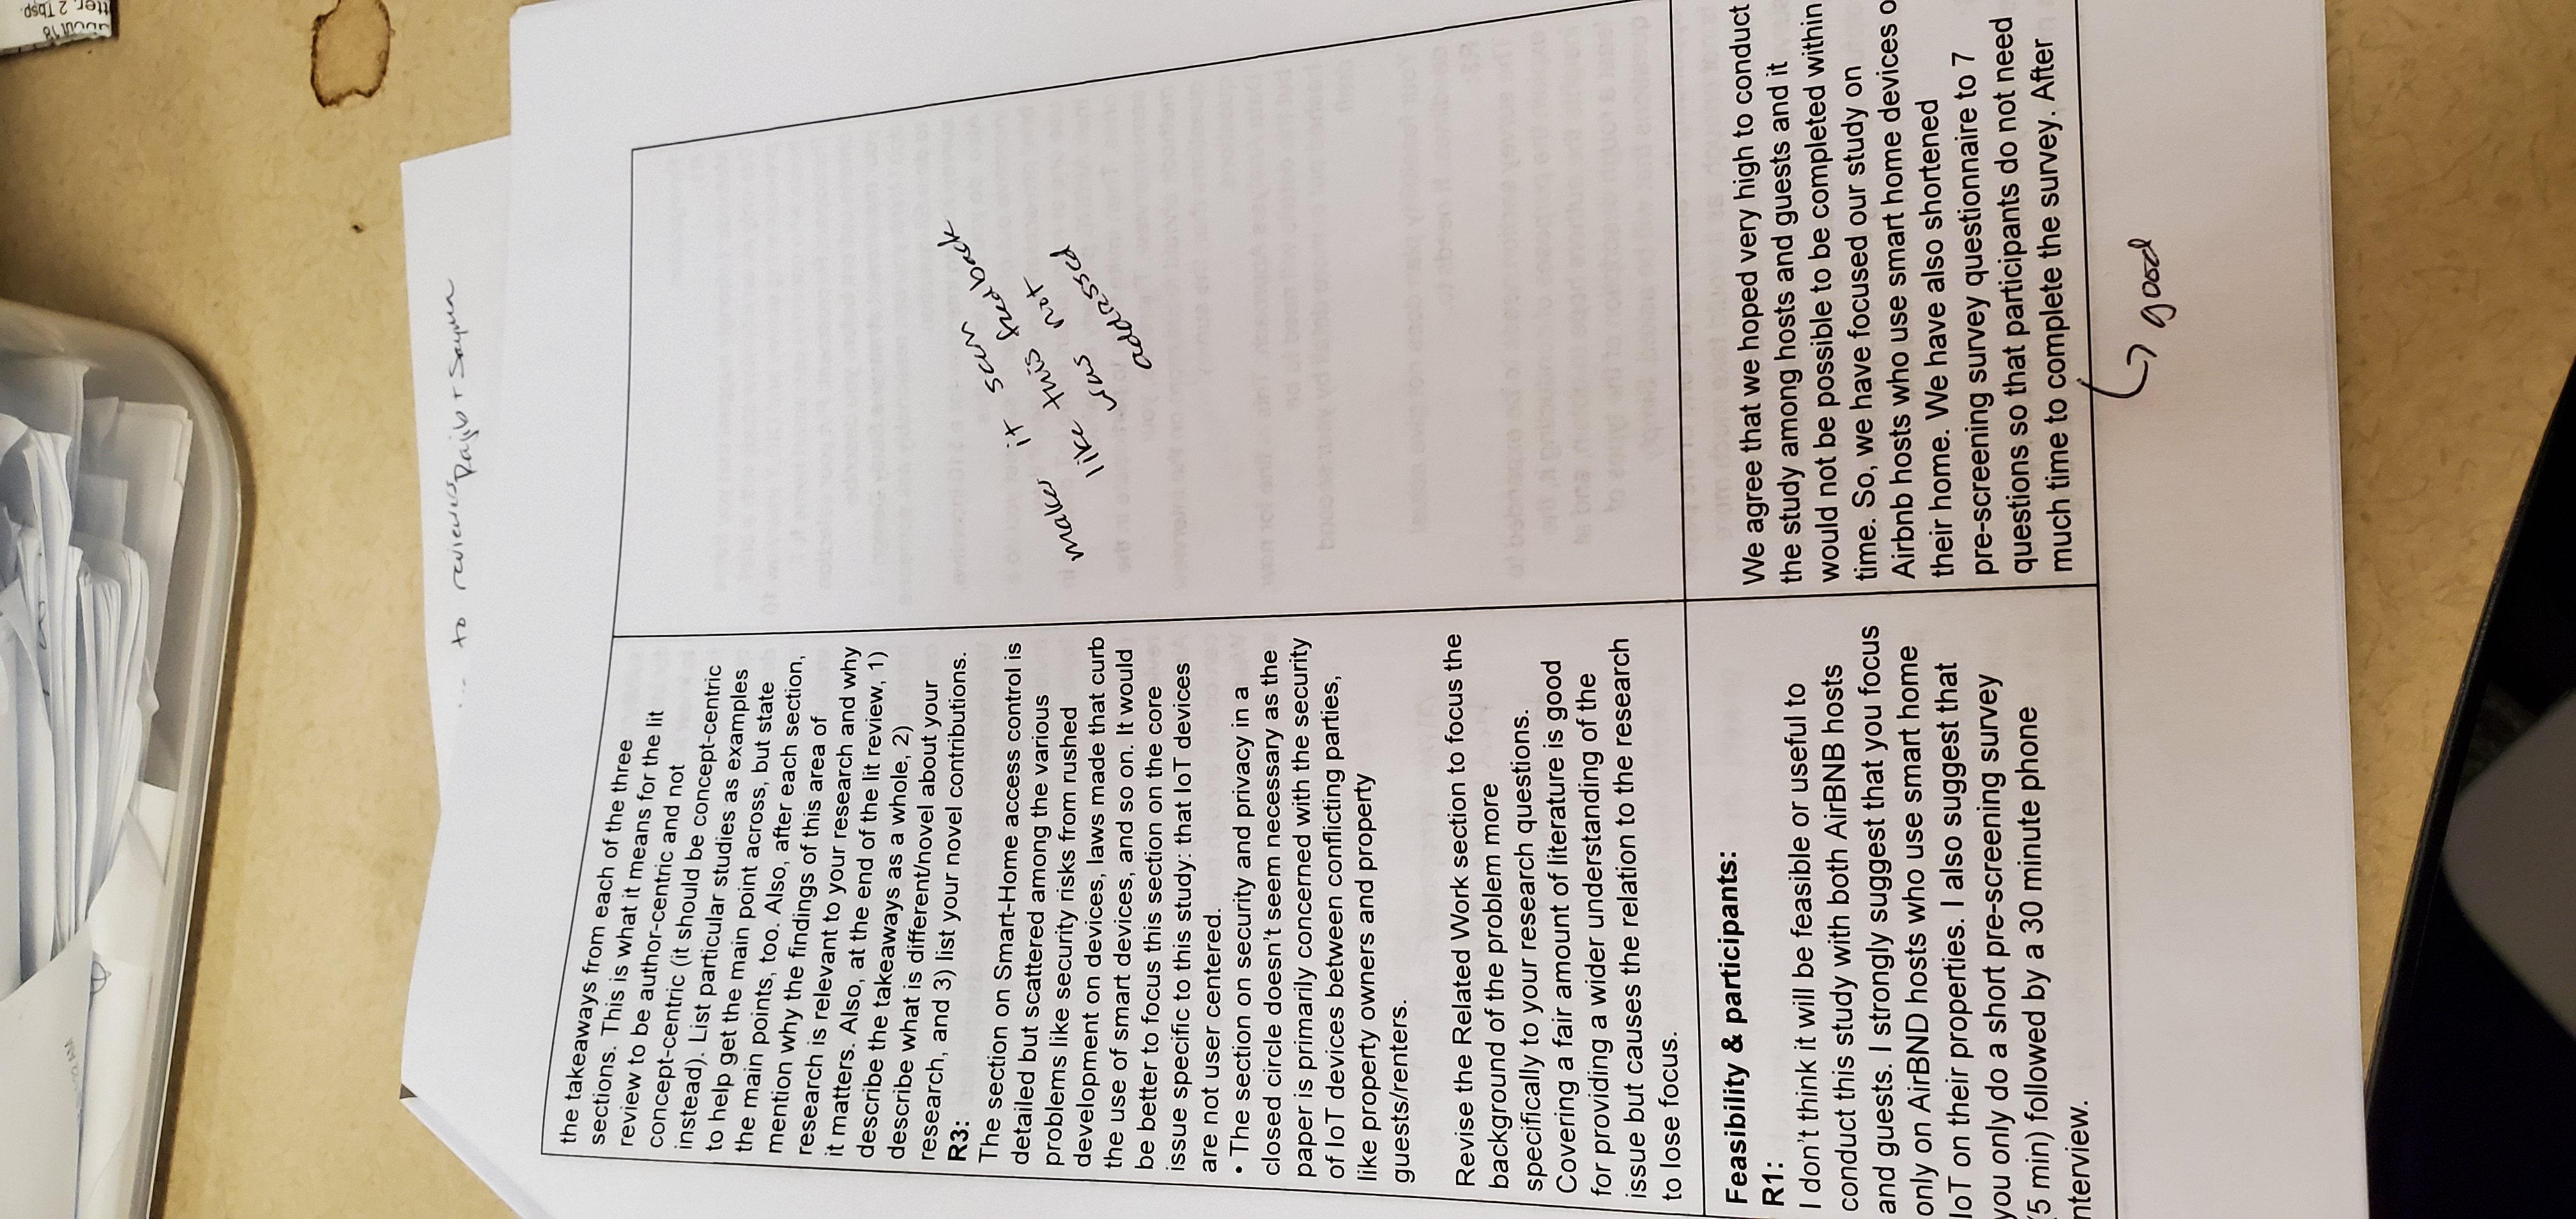 22 AM
about 18
tter, 2 Tbsp.
to reviewers Rajib + Sayma
the takeaways from each of the three
sections. This is what it means for the lit
review to be author-centric and not
concept-centric (it should be concept-centric
instead). List particular studies as examples
to help get the main point across, but state
the main points, too. Also, after each section,
mention why the findings of this area of
research is relevant to your research and why
it matters. Also, at the end of the lit review, 1)
describe the takeaways as a whole, 2)
describe what is different/novel about your
research, and 3) list your novel contributions.
R3:
The section on Smart-Home access control is
detailed but scattered among the various
problems like security risks from rushed
development on devices, laws made that curb
the use of smart devices, and so on. It would
be better to focus this section on the core
issue specific to this study: that IoT devices
are not user centered.
• The section on security and privacy in a
closed circle doesn't seem necessary as the
paper is primarily concerned with the security
of IoT devices between conflicting parties,
like property owners and property
guests/renters.
Revise the Related Work section to focus the
background of the problem more
specifically to your research questions.
Covering a fair amount of literature is good
for providing a wider understanding of the
issue but causes the relation to the research
to lose focus.
makes it seem
like this feedback
was not
addressed
Feasibility & participants:
R1:
I don't think it will be feasible or useful to
conduct this study with both AirBNB hosts
and guests. I strongly suggest that you focus
only on AirBND hosts who use smart home
IoT on their properties. I also suggest that
you only do a short pre-screening survey
(5 min) followed by a 30 minute phone
nterview.
We agree that we hoped very high to conduct
the study among hosts and guests and it
would not be possible to be completed within
time. So, we have focused our study on
Airbnb hosts who use smart home devices o
their home. We have also shortened
pre-screening survey questionnaire to 7
questions so that participants do not need
much time to complete the survey. After
good